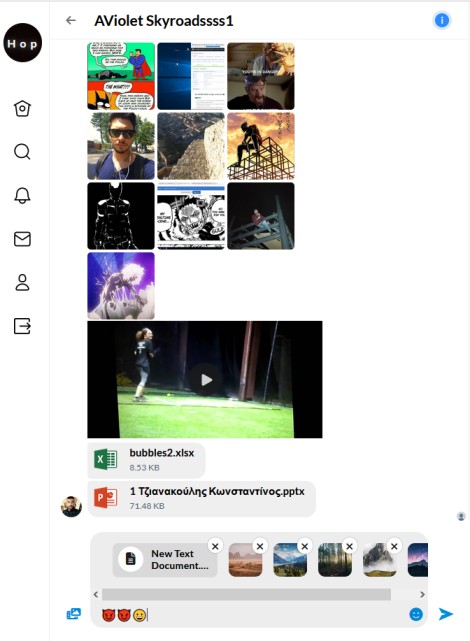 Hop
AViolet Skyroadssss1
THE WHAT!?!
YOU'RE IN DANGER
bubbles2.xlsx
8.53 KB
1 Τζιανακούλης Κωνσταντίνος.pptx
71.48 KB
New Text
Document....
😈😈😀